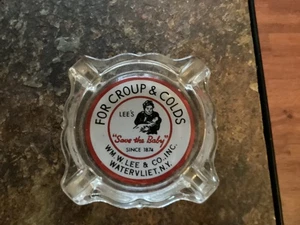 FOR CROUP & COLDS
LEE'S
"Save the Baby"
SINCE 1874
WM. W. LEE & CO., INC.
WATERVLIET, N.Y.